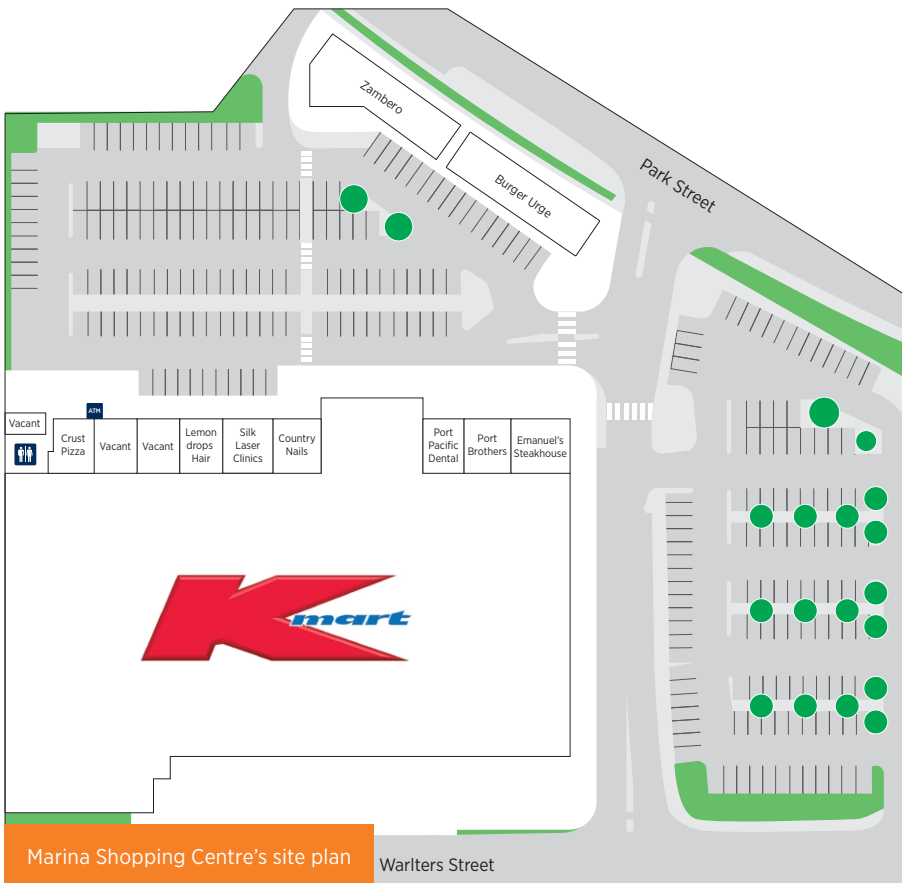 Zambero
Burger Urge
Park Street
Vacant
ATM
Crust
Pizza
Vacant
Vacant
Lemon
drops
Hair
Silk
Laser
Clinics
Country
Nails
Port
Pacific
Dental
Port
Brothers
Emanuel's
Steakhouse
Kmart
Marina Shopping Centre's site plan
Warlters Street